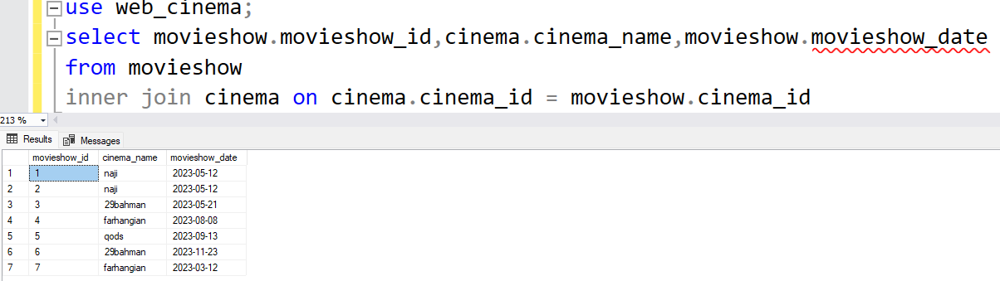 use web_cinema;
select movieshow.movieshow_id,cinema.cinema_name,movieshow.movieshow_date
from movieshow
inner join cinema on cinema.cinema_id = movieshow.cinema_id
213 %
Results Messages
movieshow_id cinema_name movieshow_date
1 1 naji 2023-05-12
2 2 naji 2023-05-12
3 3 29bahman 2023-05-21
4 4 farhangian 2023-08-08
5 5 qods 2023-09-13
6 6 29bahman 2023-11-23
7 7 farhangian 2023-03-12